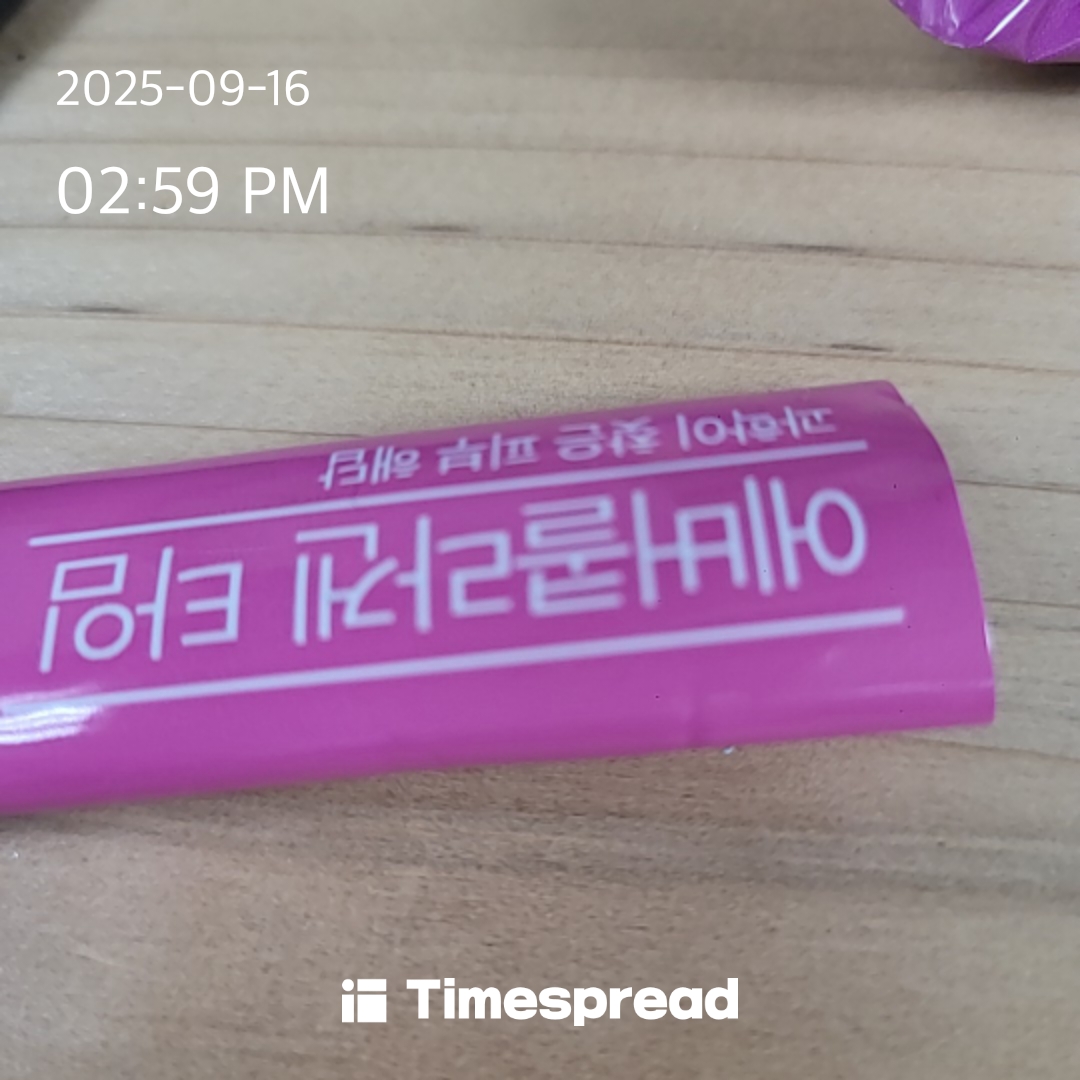 2025-09-16
02:59 PM
과학이 찾은 피부 해답
에버콜라겐 타임
Timespread